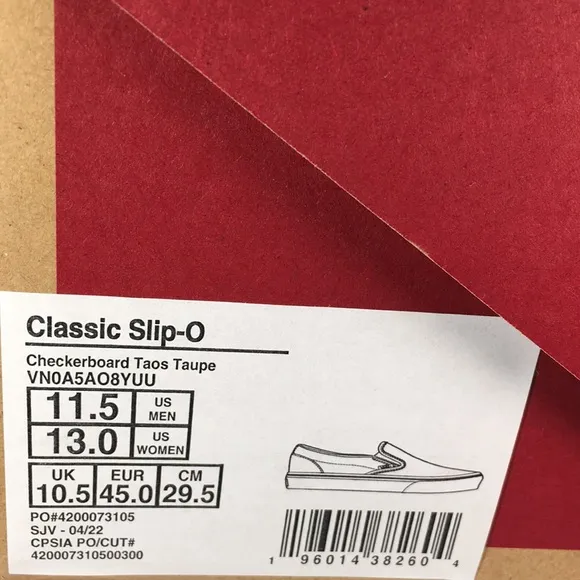 Classic Slip-O
Checkerboard Taos Taupe
VN0A5AO8YUU
11.5 US MEN
13.0 US WOMEN
UK 10.5 EUR 45.0 CM 29.5
PO#4200073105
SJV - 04/22
CPSIA PO/CUT#
420007310500300
1 96014 38260 4